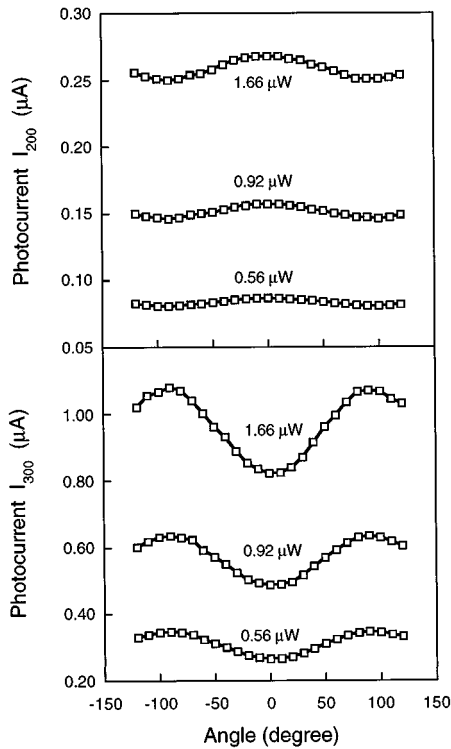 0.30
0.25
0.20
0.15
0.10
0.05
Photocurrent I200 (μA)
1.66 μW
0.92 μW
0.56 μW
1.00
0.80
0.60
0.40
0.20
Photocurrent I300 (μA)
1.66 μW
0.92 μW
0.56 μW
-150 -100 -50 0 50 100 150
Angle (degree)